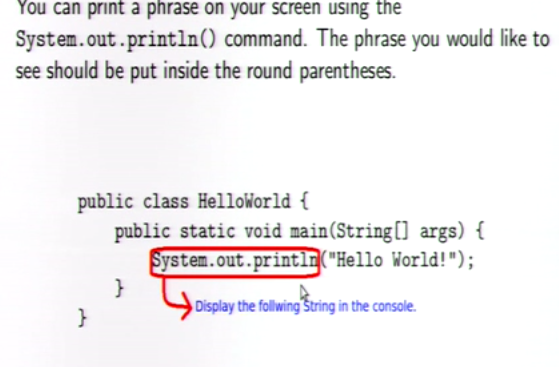 You can print a phrase on your screen using the
System.out.println() command. The phrase you would like to
see should be put inside the round parentheses.
public class HelloWorld {
public static void main(String[] args) {
System.out.println("Hello World!");
}
Display the follwing String in the console.
}